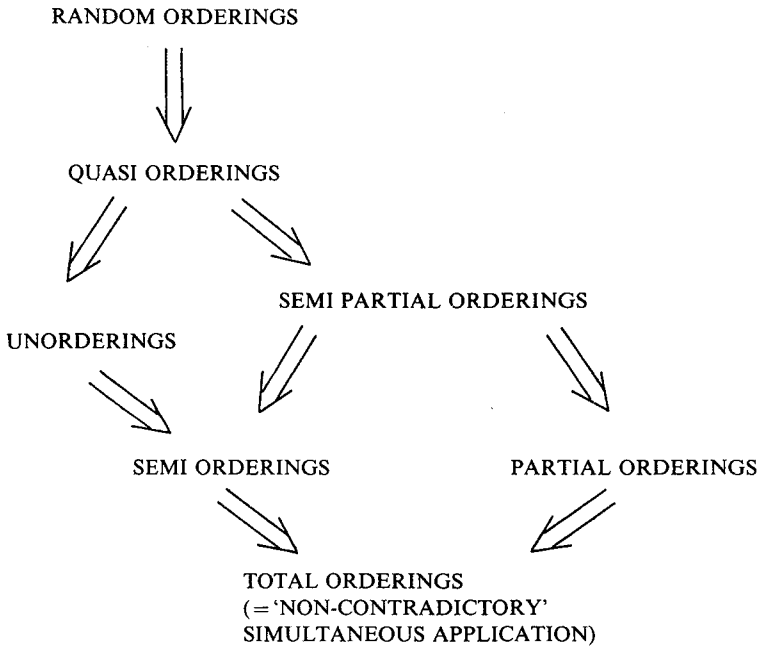 RANDOM ORDERINGS
QUASI ORDERINGS
SEMI PARTIAL ORDERINGS
UNORDERINGS
SEMI ORDERINGS
PARTIAL ORDERINGS
TOTAL ORDERINGS
(='NON-CONTRADICTORY'
SIMULTANEOUS APPLICATION)